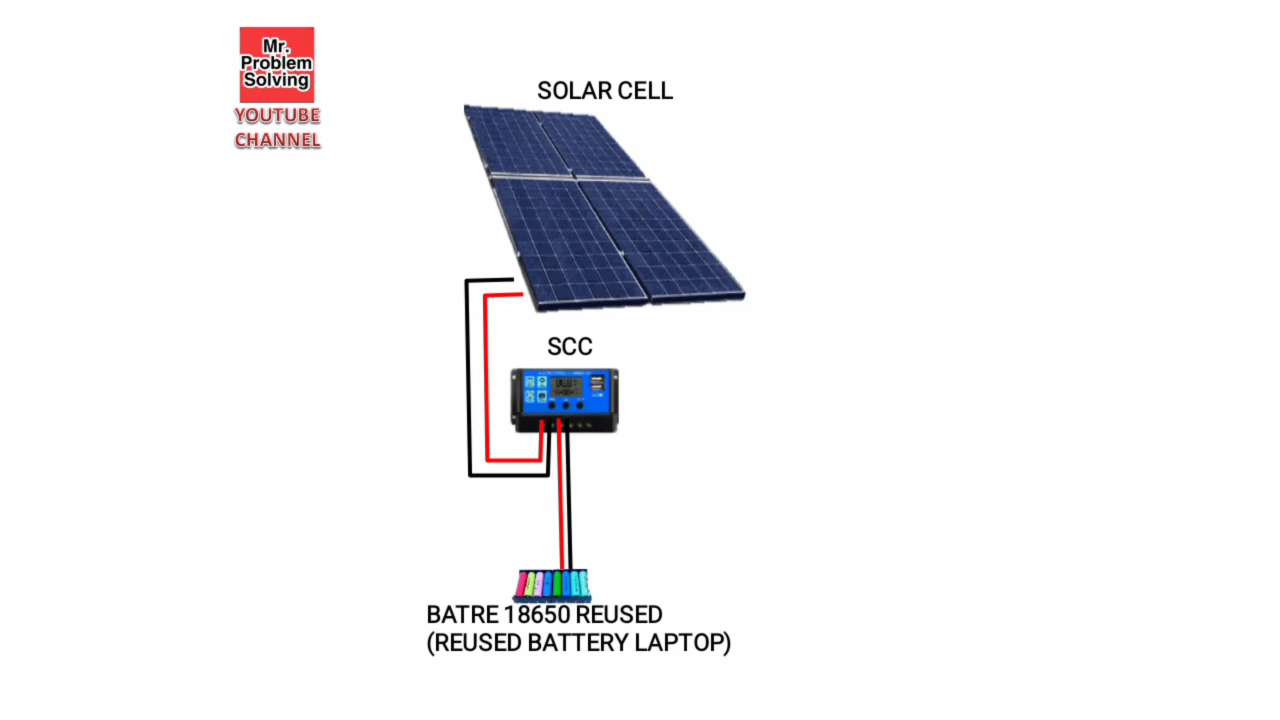 Mr.
Problem
Solving
YOUTUBE
CHANNEL
SOLAR CELL
SCC
BATRE 18650 REUSED
(REUSED BATTERY LAPTOP)